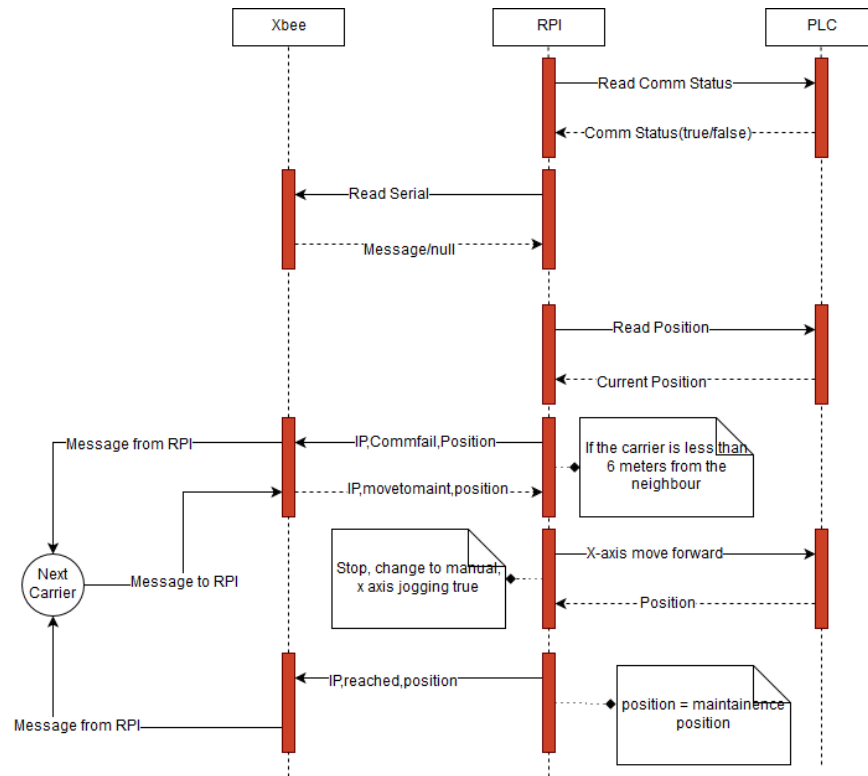 Xbee
RPI
PLC
Read Comm Status
Comm Status(true/false)
Read Serial
Message/null
Read Position
Current Position
Message from RPI
IP,Commfail,Position
If the carrier is less than
6 meters from the
neighbour
IP,movetomaint,position
Next
Carrier
Message to RPI
Stop, change to manual,
x axis jogging true
X-axis move forward
Position
IP,reached,position
position = maintainence
position
Message from RPI